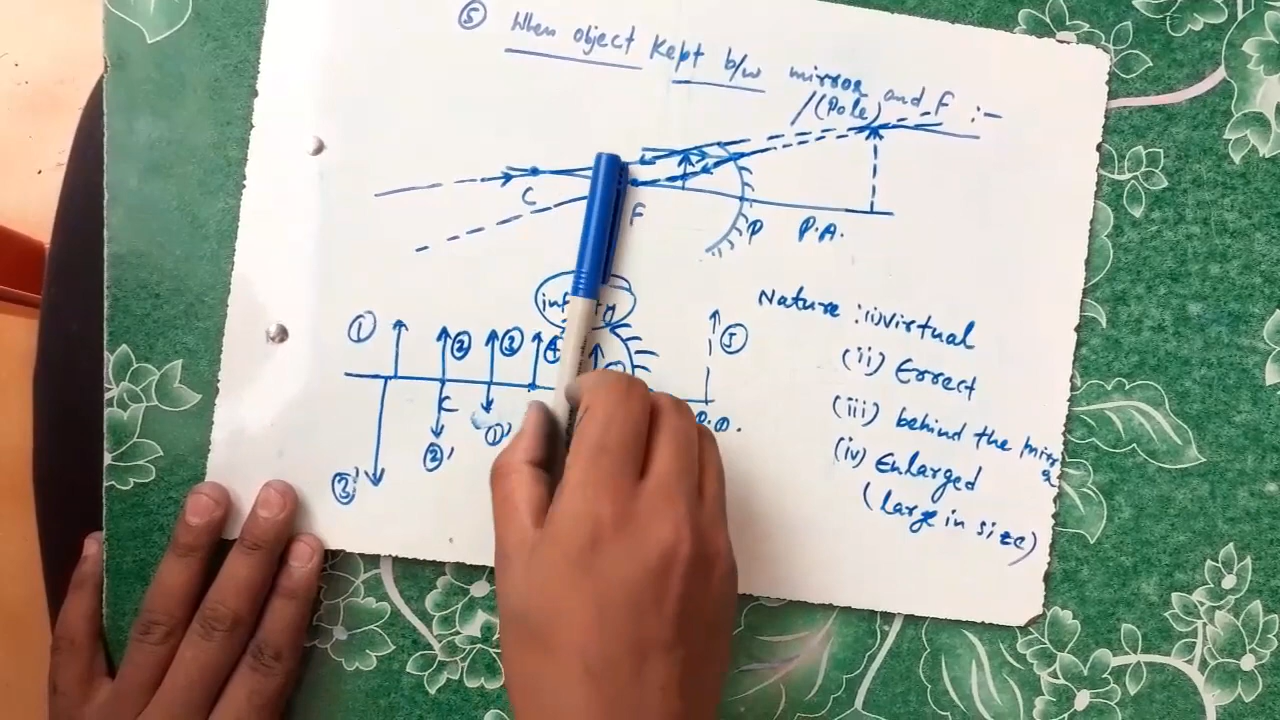 ⑤ When object kept b/w mirror and F :-
/(Pole)
C
F
P P.A.
① ② ③
C
①'
②'
③'
⑤
Nature : (i) Virtual
(ii) Errect
(iii) behind the mirr
(iv) Enlarged
(large in size)